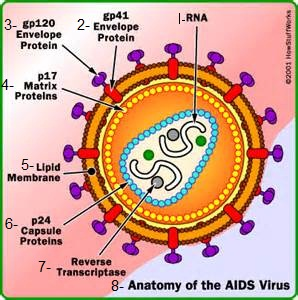 3- gp120
Envelope
Protein
2- gp41
Envelope
Protein
1-RNA
4- p17
Matrix
Proteins
5- Lipid
Membrane
6- p24
Capsule
Proteins
7- Reverse
Transcriptase
8- Anatomy of the AIDS Virus
©2001 HowStuffWorks